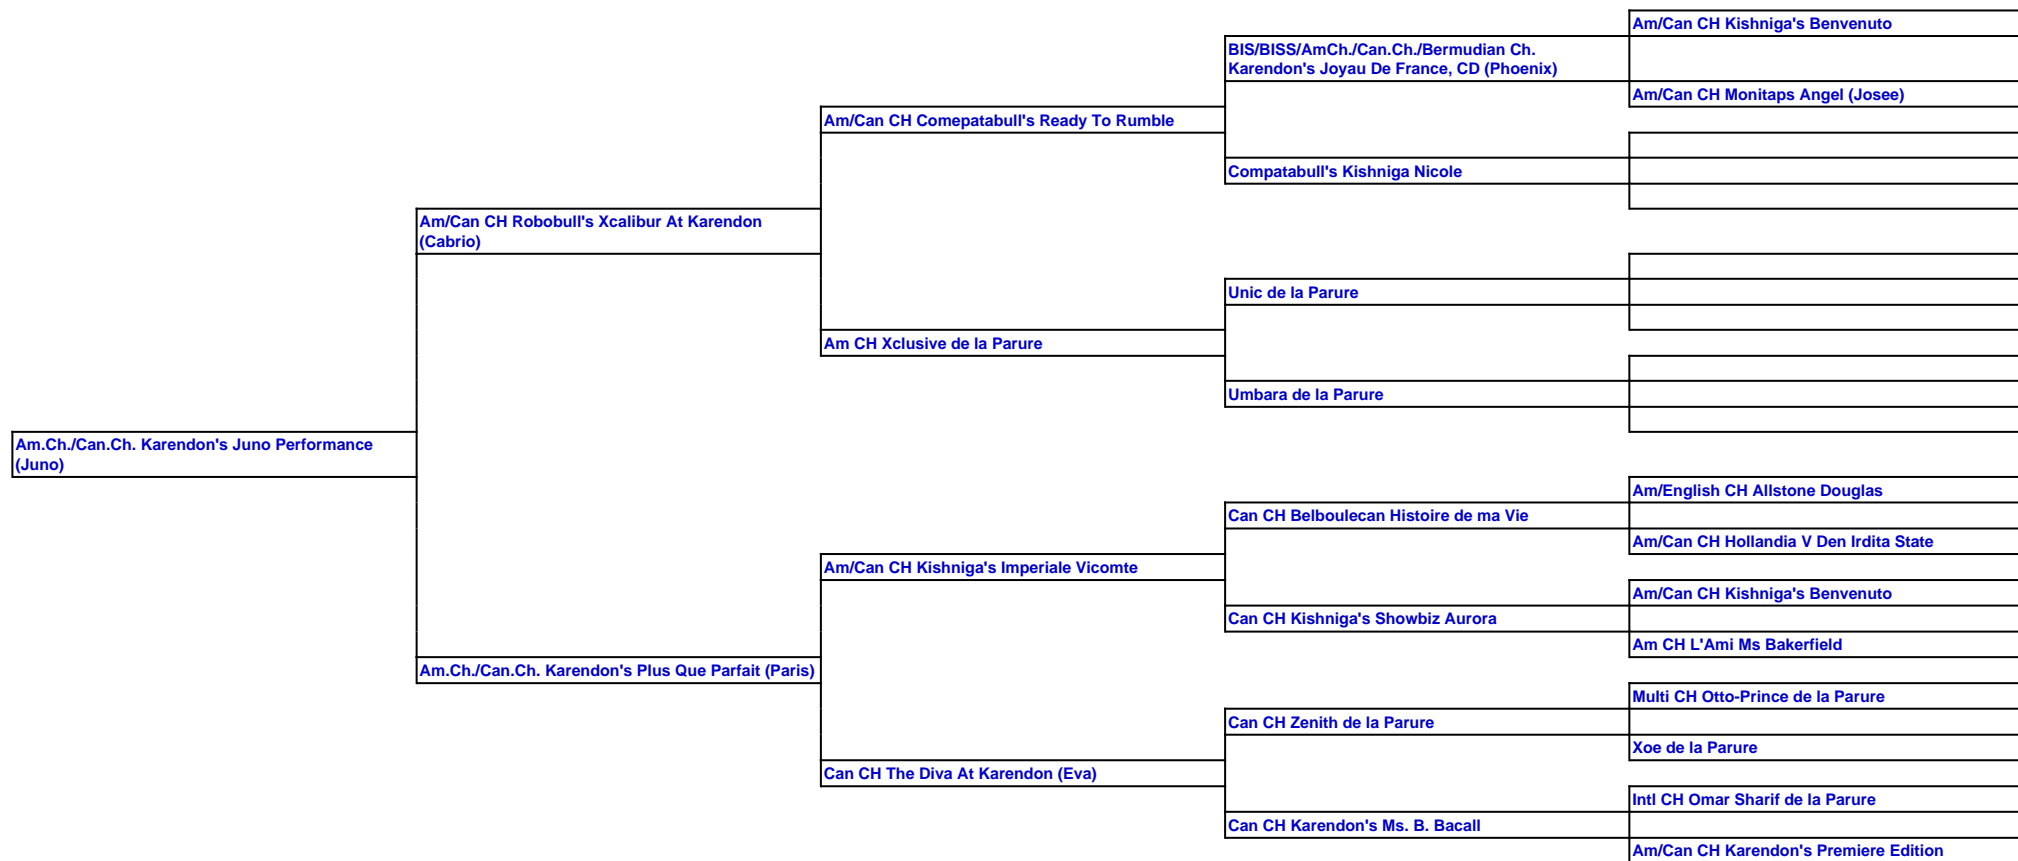 Am/Can CH Kishniga's Benvenuto
BIS/BISS/AmCh./Can.Ch./Bermudian Ch.
Karendon's Joyau De France, CD (Phoenix)
Am/Can CH Monitaps Angel (Josee)
Am/Can CH Comepatabull's Ready To Rumble
Compatabull's Kishniga Nicole
Am/Can CH Robobull's Xcalibur At Karendon
(Cabrio)
Unic de la Parure
Am CH Xclusive de la Parure
Umbara de la Parure
Am.Ch./Can.Ch. Karendon's Juno Performance
(Juno)
Am/English CH Allstone Douglas
Can CH Belboulecan Histoire de ma Vie
Am/Can CH Hollandia V Den Irdita State
Am/Can CH Kishniga's Imperiale Vicomte
Am/Can CH Kishniga's Benvenuto
Can CH Kishniga's Showbiz Aurora
Am CH L'Ami Ms Bakerfield
Am.Ch./Can.Ch. Karendon's Plus Que Parfait (Paris)
Multi CH Otto-Prince de la Parure
Can CH Zenith de la Parure
Xoe de la Parure
Can CH The Diva At Karendon (Eva)
Intl CH Omar Sharif de la Parure
Can CH Karendon's Ms. B. Bacall
Am/Can CH Karendon's Premiere Edition